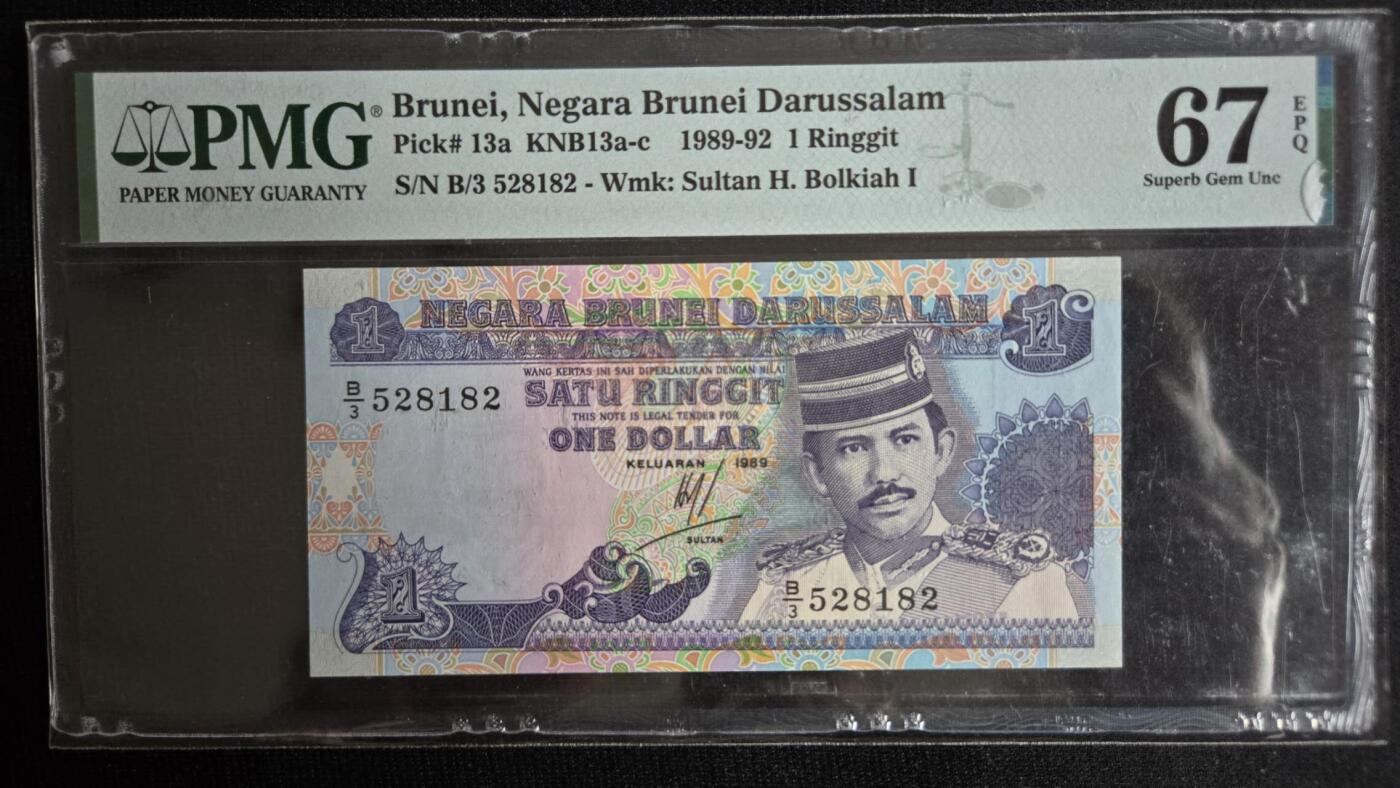 PMG®
PAPER MONEY GUARANTY
Brunei, Negara Brunei Darussalam
Pick# 13a KNB13a-c 1989-92 1 Ringgit
S/N B/3 528182 - Wmk: Sultan H. Bolkiah I
67
EPQ
Superb Gem Unc
1
NEGARA BRUNEI DARUSSALAM
1
B/3 528182
WANG KERTAS INI SAH DIPERLAKUKAN DENGAN NILAI
SATU RINGGIT
THIS NOTE IS LEGAL TENDER FOR
ONE DOLLAR
KELUARAN 1989
SULTAN
1
B/3 528182